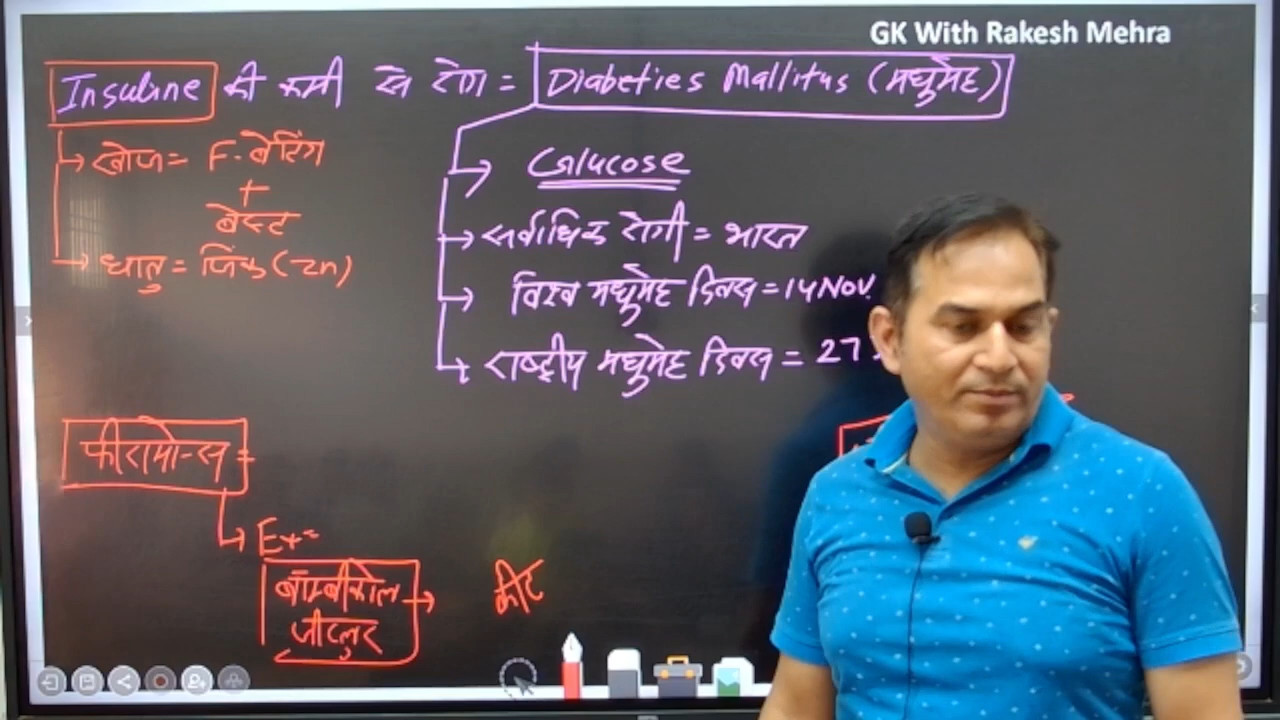 GK With Rakesh Mehra
Insuline की कमी से रोग = Diabeties Mallitus (मधुमेह)
खोज = F. बेटिंग
+
बेस्ट
धातु = जिंक (Zn)
Glucose
सर्वाधिक रोगी = भारत
विश्व मधुमेह दिवस = 14 Nov.
राष्ट्रीय मधुमेह दिवस = 27
फीरोमोन्स =
Ex =
बॉम्बीकोल
जीप्लुर
कीट